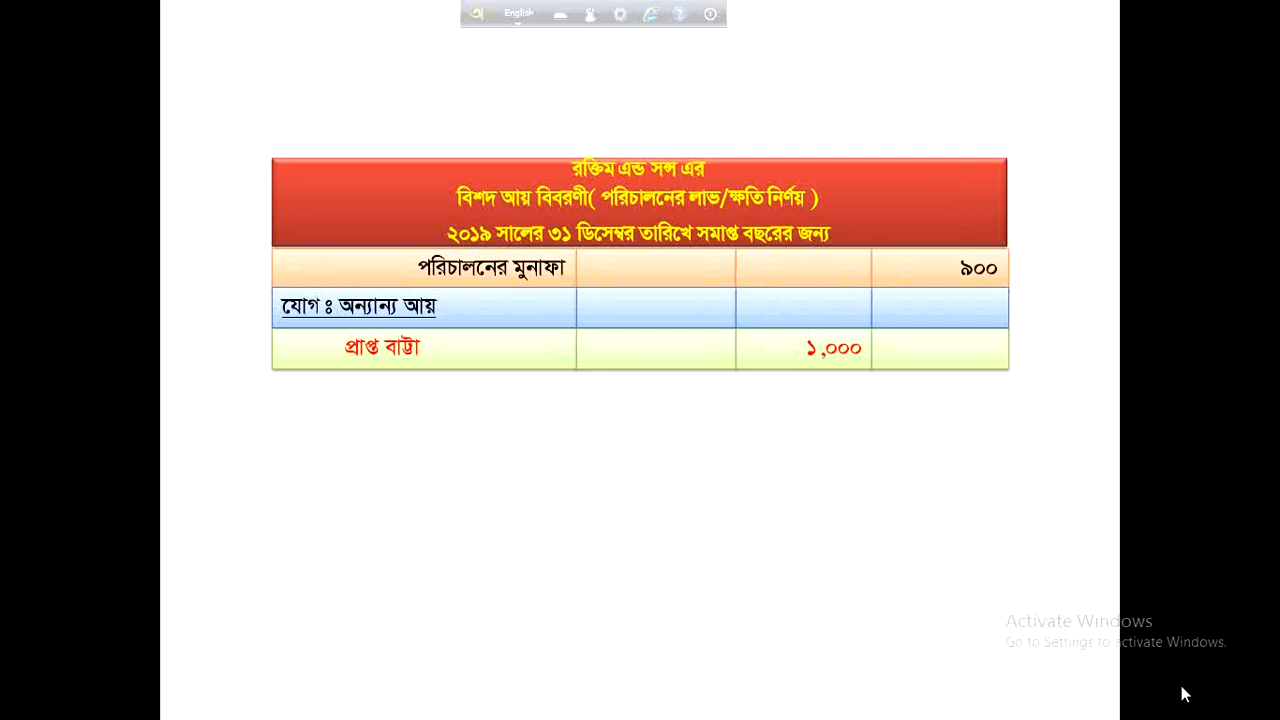 English
রক্তিম এন্ড সন্স এর
বিশদ আয় বিবরণী( পরিচালনের লাভ/ক্ষতি নির্ণয় )
২০১৯ সালের ৩১ ডিসেম্বর তারিখে সমাপ্ত বছরের জন্য
পরিচালনের মুনাফা ৯০০
যোগ ঃ অন্যান্য আয়
প্রাপ্ত বাট্টা ১,০০০
Activate Windows
Go to Settings to activate Windows.